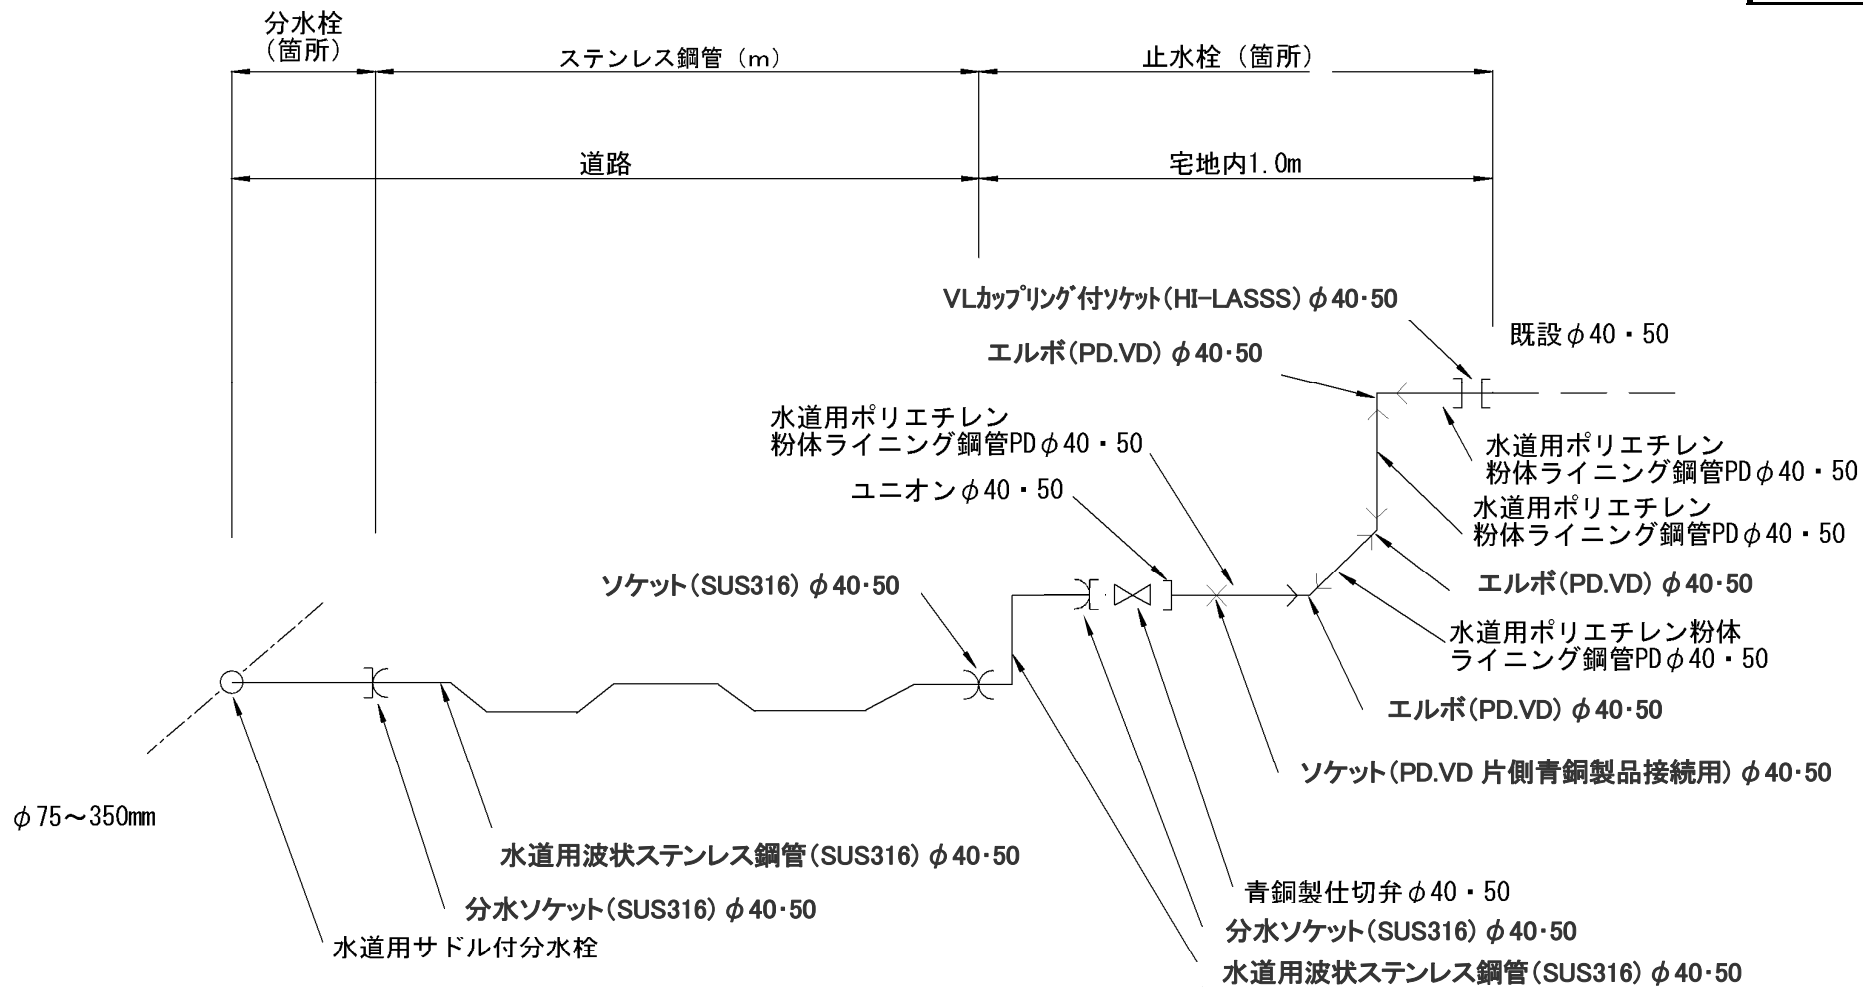 分水栓
（箇所）
ステンレス鋼管（ｍ）
止水栓（箇所）
道路
宅地内1.0m
VLカップリング付ソケット(HI-LASSS)φ40・50
既設φ40・50
エルボ(PD.VD)φ40・50
水道用ポリエチレン
粉体ライニング鋼管PDφ40・50
水道用ポリエチレン
粉体ライニング鋼管PDφ40・50
ユニオンφ40・50
水道用ポリエチレン
粉体ライニング鋼管PDφ40・50
ソケット(SUS316)φ40・50
エルボ(PD.VD)φ40・50
水道用ポリエチレン粉体
ライニング鋼管PDφ40・50
エルボ(PD.VD)φ40・50
ソケット(PD.VD 片側青銅製品接続用)φ40・50
φ75～350mm
水道用波状ステンレス鋼管(SUS316)φ40・50
青銅製仕切弁φ40・50
分水ソケット(SUS316)φ40・50
分水ソケット(SUS316)φ40・50
水道用サドル付分水栓
水道用波状ステンレス鋼管(SUS316)φ40・50